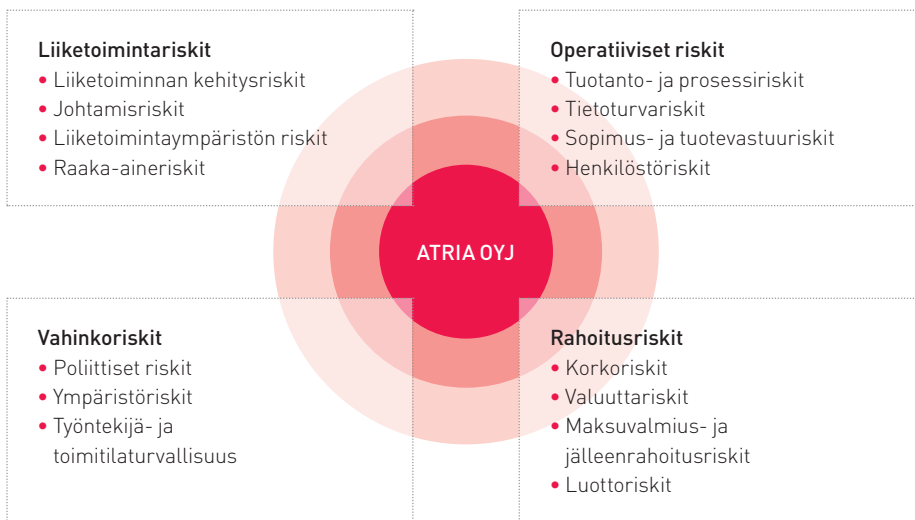 Liiketoimintariskit
• Liiketoiminnan kehitysriskit
• Johtamisriskit
• Liiketoimintaympäristön riskit
• Raaka-aineriskit
Operatiiviset riskit
• Tuotanto- ja prosessiriskit
• Tietoturvariskit
• Sopimus- ja tuotevastuuriskit
• Henkilöstöriskit
ATRIA OYJ
Vahinkoriskit
• Poliittiset riskit
• Ympäristöriskit
• Työntekijä- ja
toimitilaturvallisuus
Rahoitusriskit
• Korkoriskit
• Valuuttariskit
• Maksuvalmius- ja
jälleenrahoitusriskit
• Luottoriskit